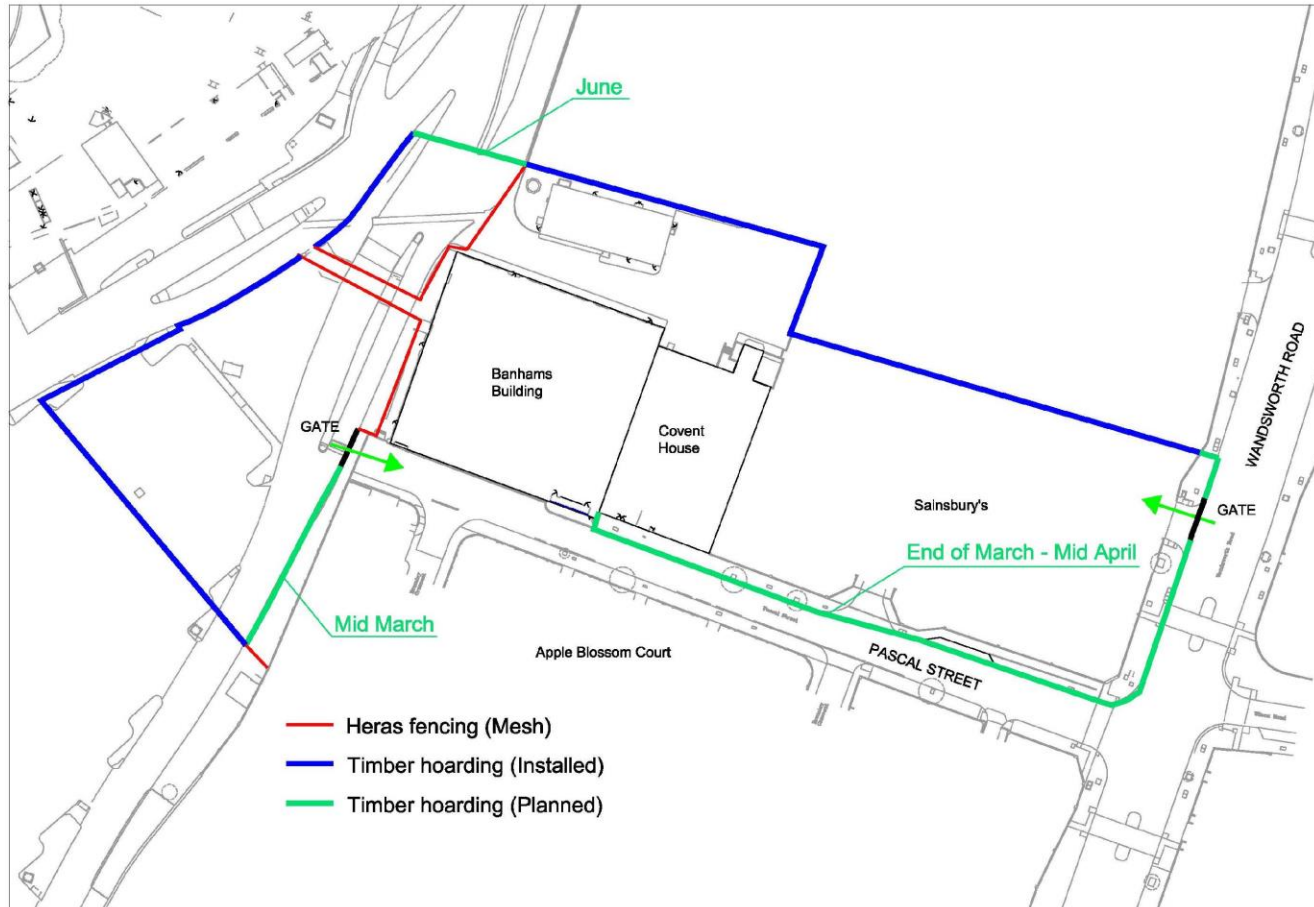 June
WANDSWORTH ROAD
Banhams
Building
GATE
Covent
House
Sainsbury's
GATE
End of March - Mid April
Mid March
Apple Blossom Court
PASCAL STREET
Heras fencing (Mesh)
Timber hoarding (Installed)
Timber hoarding (Planned)